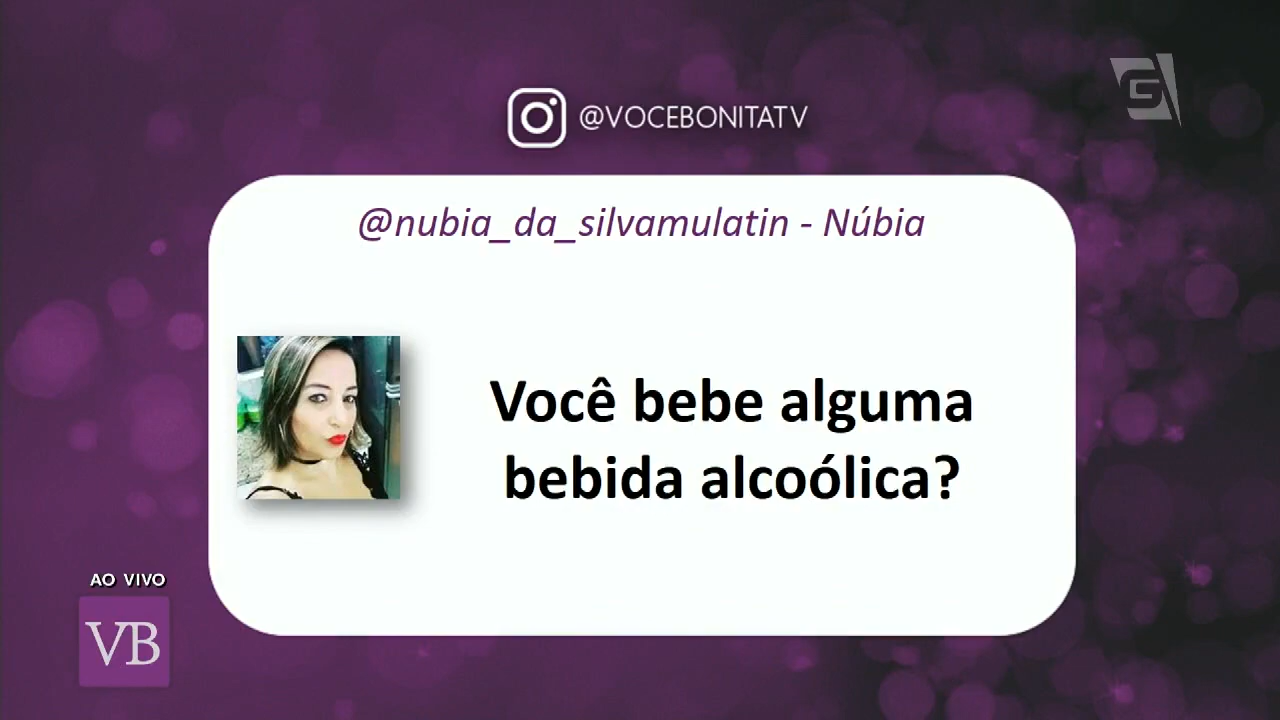 @VOCEBONITATV
@nubia_da_silvamulatin - Núbia
Você bebe alguma
bebida alcoólica?
AO VIVO
VB